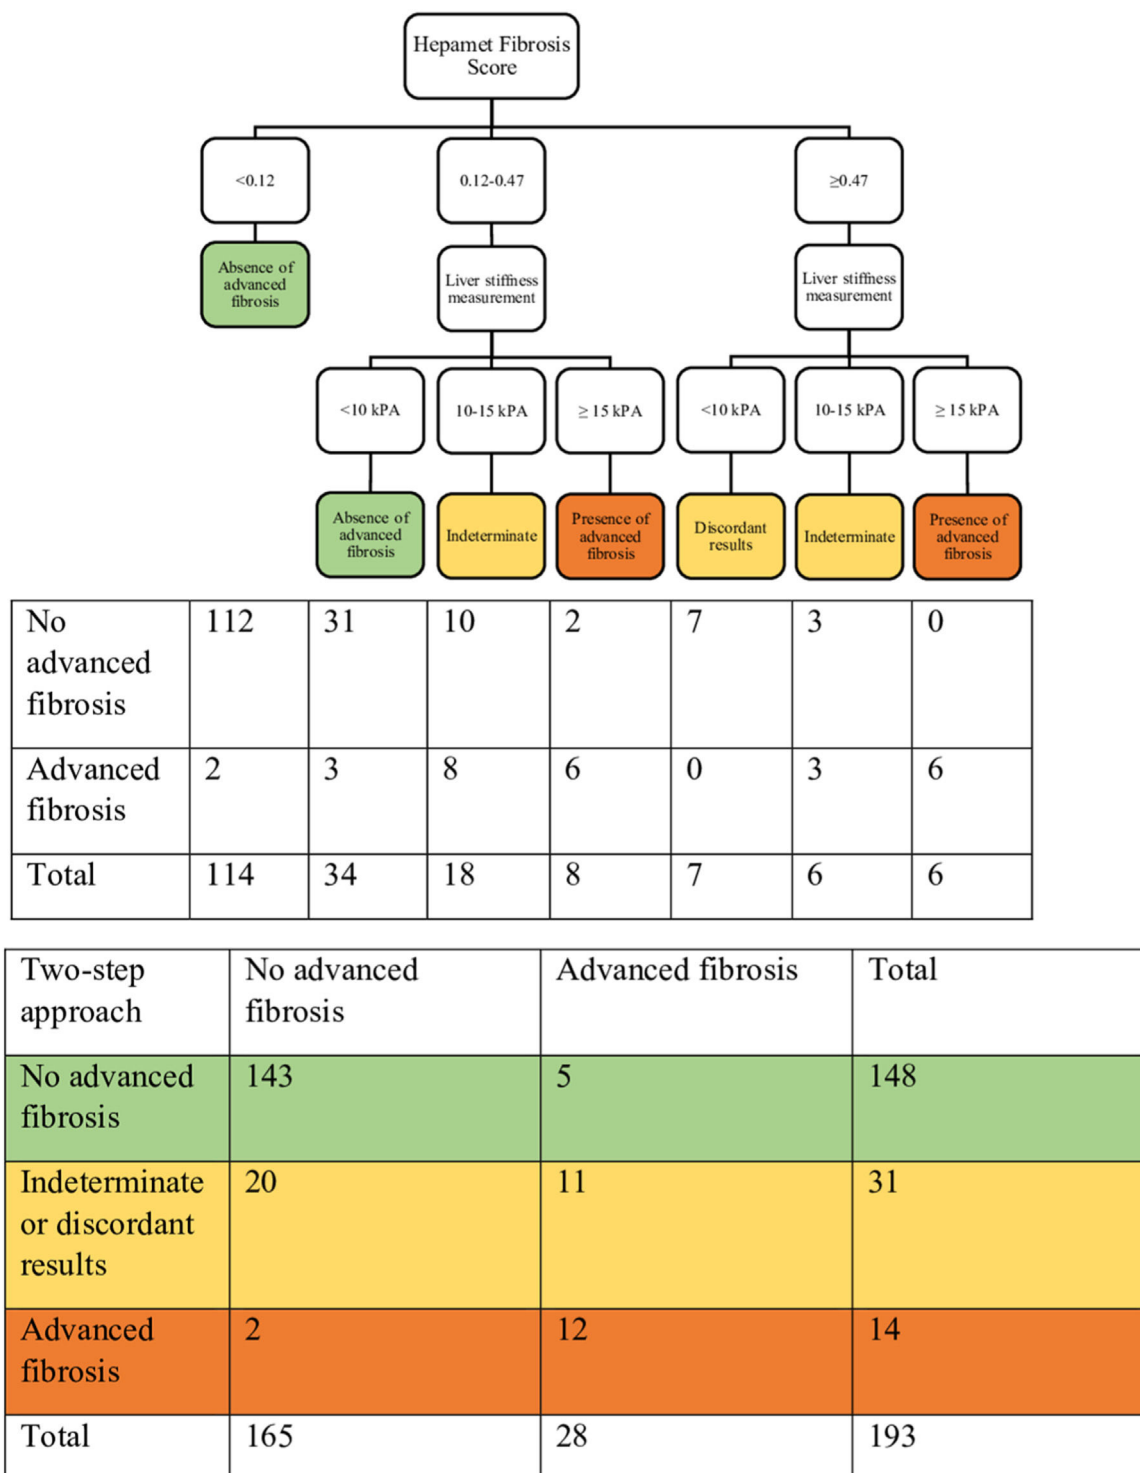 Hepamet Fibrosis
Score
<0.12
0.12-0.47
≥0.47
Absence of
advanced
fibrosis
Liver stiffness
measurement
Liver stiffness
measurement
<10 kPA
10-15 kPA
≥ 15 kPA
<10 kPA
10-15 kPA
≥ 15 kPA
Absence of
advanced
fibrosis
Indeterminate
Presence of
advanced
fibrosis
Discordant
results
Indeterminate
Presence of
advanced
fibrosis
No
advanced
fibrosis
112
31
10
2
7
3
0
Advanced
fibrosis
2
3
8
6
0
3
6
Total
114
34
18
8
7
6
6
Two-step
approach
No advanced
fibrosis
Advanced fibrosis
Total
No advanced
fibrosis
143
5
148
Indeterminate
or discordant
results
20
11
31
Advanced
fibrosis
2
12
14
Total
165
28
193